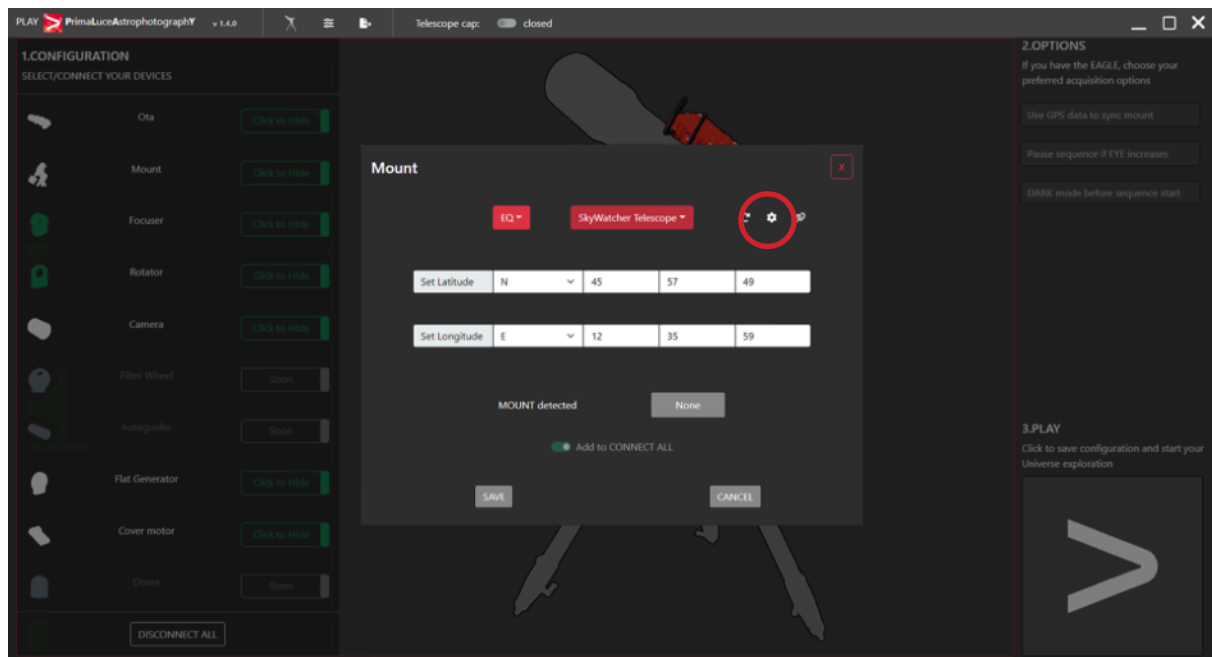 PLAY PrimaLuceAstrophotographY v 1.4.0 Telescope cap: closed
1.CONFIGURATION
SELECT/CONNECT YOUR DEVICES
Ota Click to Hide
Mount Click to Hide
Focuser Click to Hide
Rotator Click to Hide
Camera Click to Hide
Filter Wheel Soon
Autoguider Soon
Flat Generator Click to Hide
Cover motor Click to Hide
Dome Soon
DISCONNECT ALL
Mount X
EQ SkyWatcher Telescope
Set Latitude N 45 57 49
Set Longitude E 12 35 59
MOUNT detected None
Add to CONNECT ALL
SAVE CANCEL
2.OPTIONS
If you have the EAGLE, choose your
preferred acquisition options
Use GPS data to sync mount
Pause sequence if EYE increases
DARK mode before sequence start
3.PLAY
Click to save configuration and start your
Universe exploration